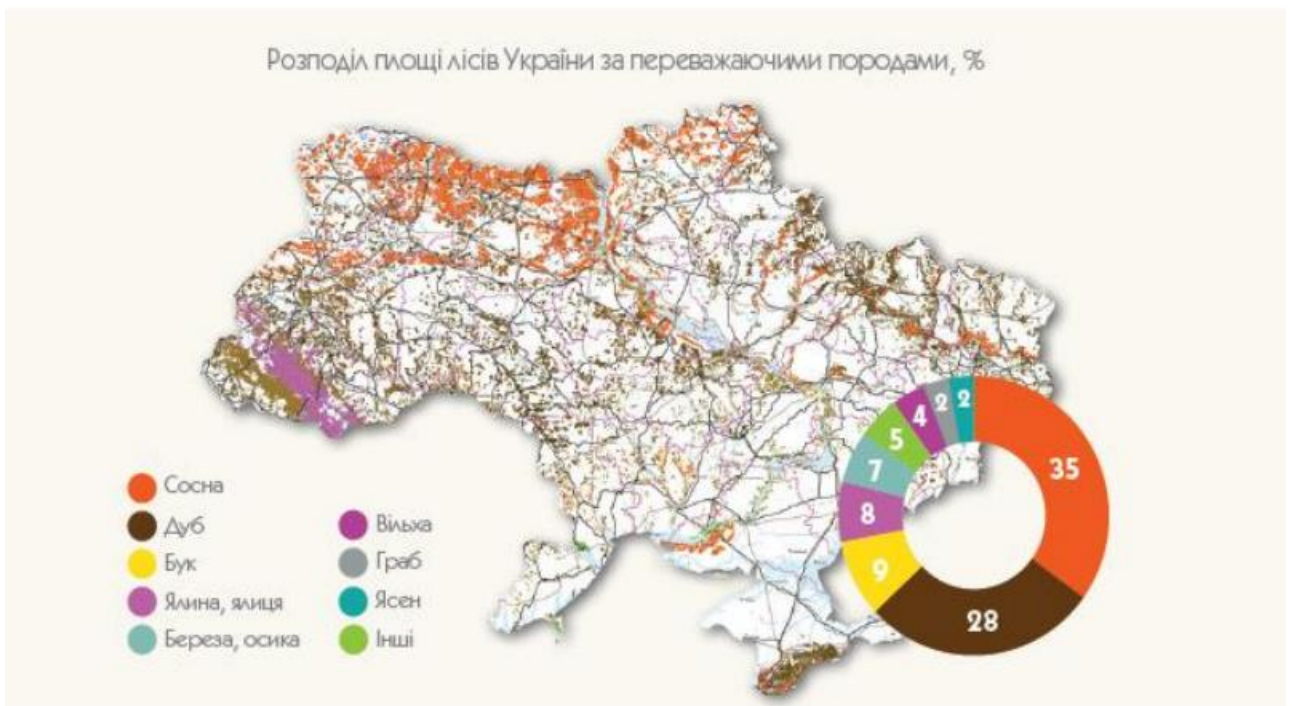 Розподіл площі лісів України за переважаючими породами, %
2
2
4
5
7
8
9
35
28
Сосна
Дуб
Бук
Ялина, ялиця
Береза, осика
Вільха
Граб
Ясен
Інші